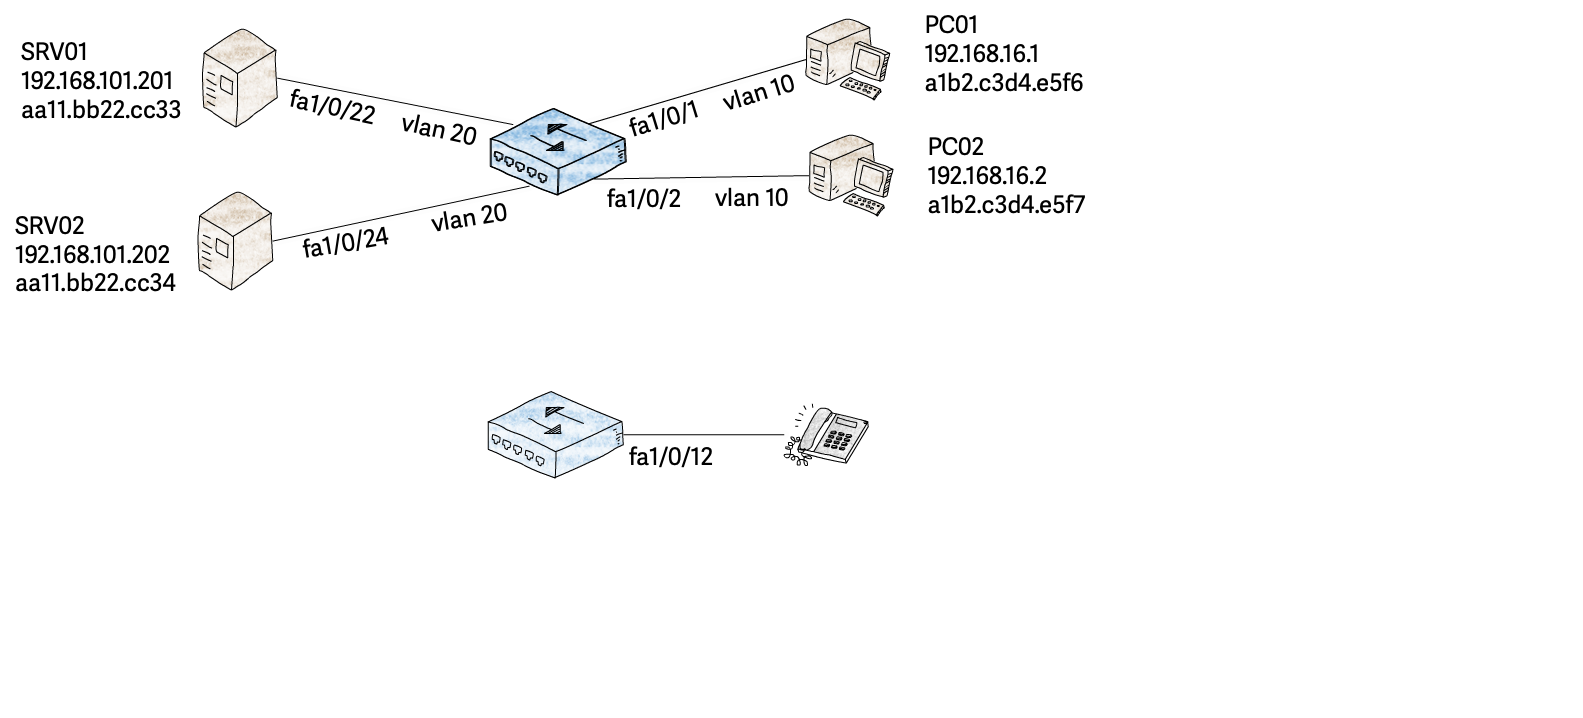 SRV01
192.168.101.201
aa11.bb22.cc33
fa1/0/22
vlan 20
fa1/0/1
vlan 10
PC01
192.168.16.1
a1b2.c3d4.e5f6
SRV02
192.168.101.202
aa11.bb22.cc34
fa1/0/24
vlan 20
fa1/0/2
vlan 10
PC02
192.168.16.2
a1b2.c3d4.e5f7
fa1/0/12